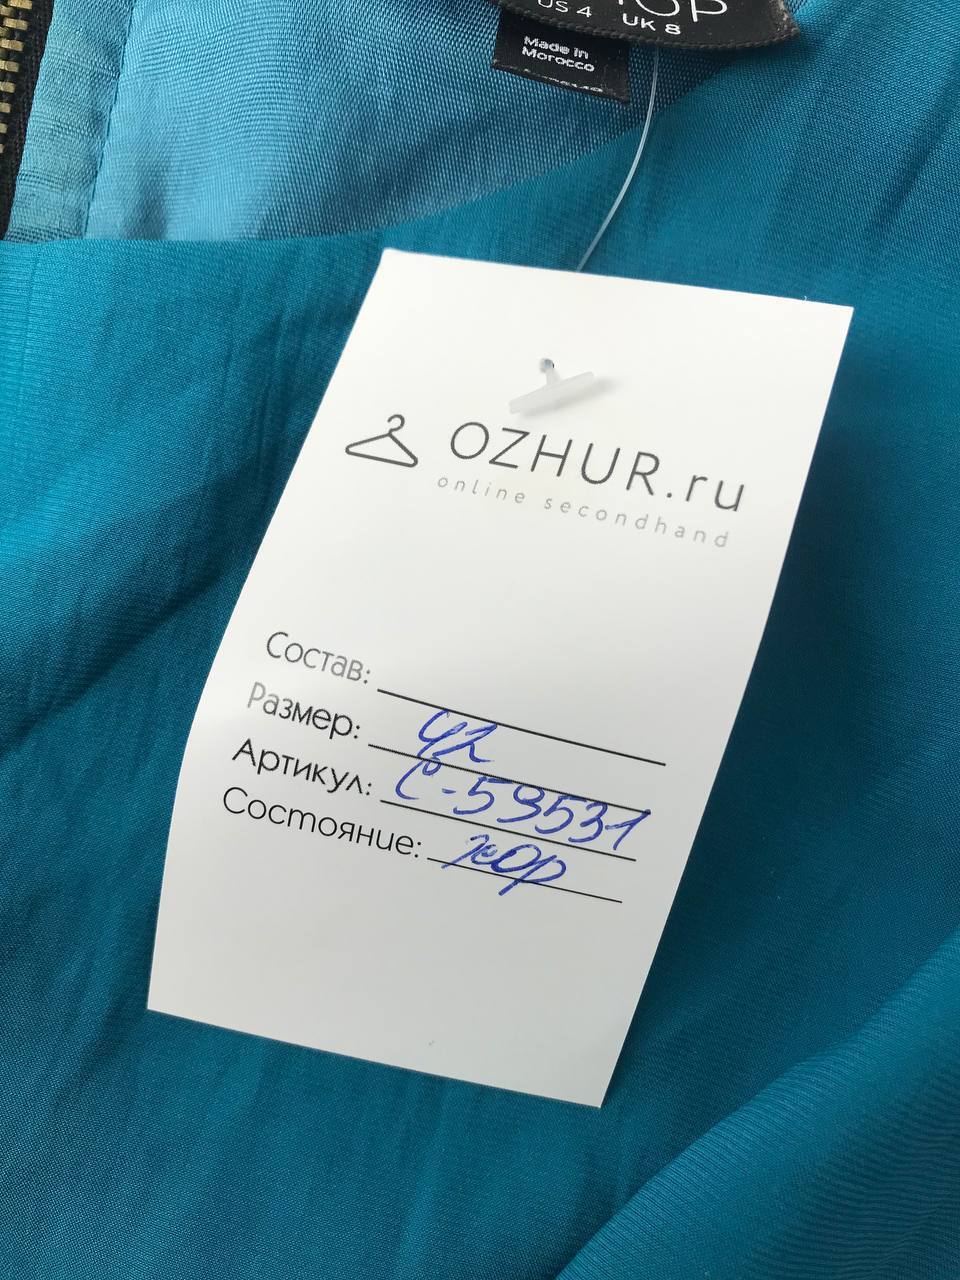 US 4 UK 8
Made in
Morocco
OZHUR.ru
online secondhand
Состав:
Размер: 42
Артикул: С-59531
Состояние: хор